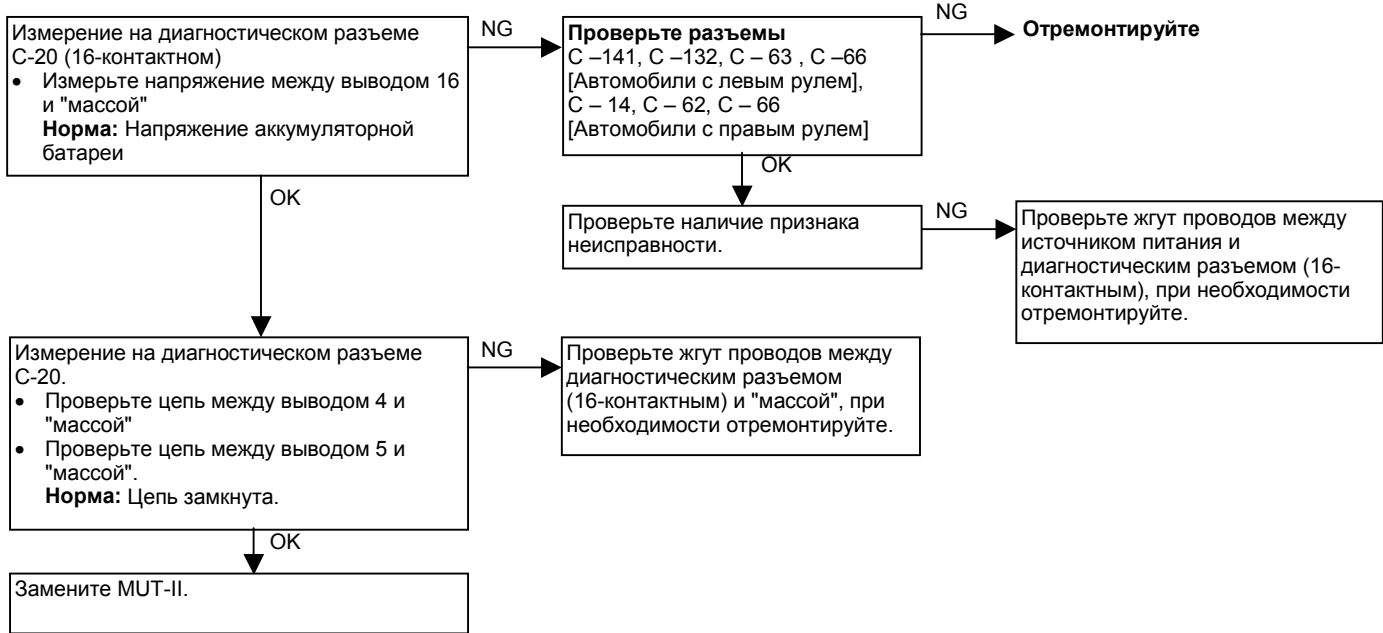 Измерение на диагностическом разъеме
С-20 (16-контактном)
• Измерьте напряжение между выводом 16
и "массой"
Норма: Напряжение аккумуляторной
батареи
NG
Проверьте разъемы
С –141, С –132, С – 63 , С –66
[Автомобили с левым рулем],
С – 14, С – 62, С – 66
[Автомобили с правым рулем]
NG
Отремонтируйте
OK
OK
Проверьте наличие признака
неисправности.
NG
Проверьте жгут проводов между
источником питания и
диагностическим разъемом (16-
контактным), при необходимости
отремонтируйте.
Измерение на диагностическом разъеме
С-20.
• Проверьте цепь между выводом 4 и
"массой"
• Проверьте цепь между выводом 5 и
"массой".
Норма: Цепь замкнута.
NG
Проверьте жгут проводов между
диагностическим разъемом
(16-контактным) и "массой", при
необходимости отремонтируйте.
OK
Замените MUT-II.